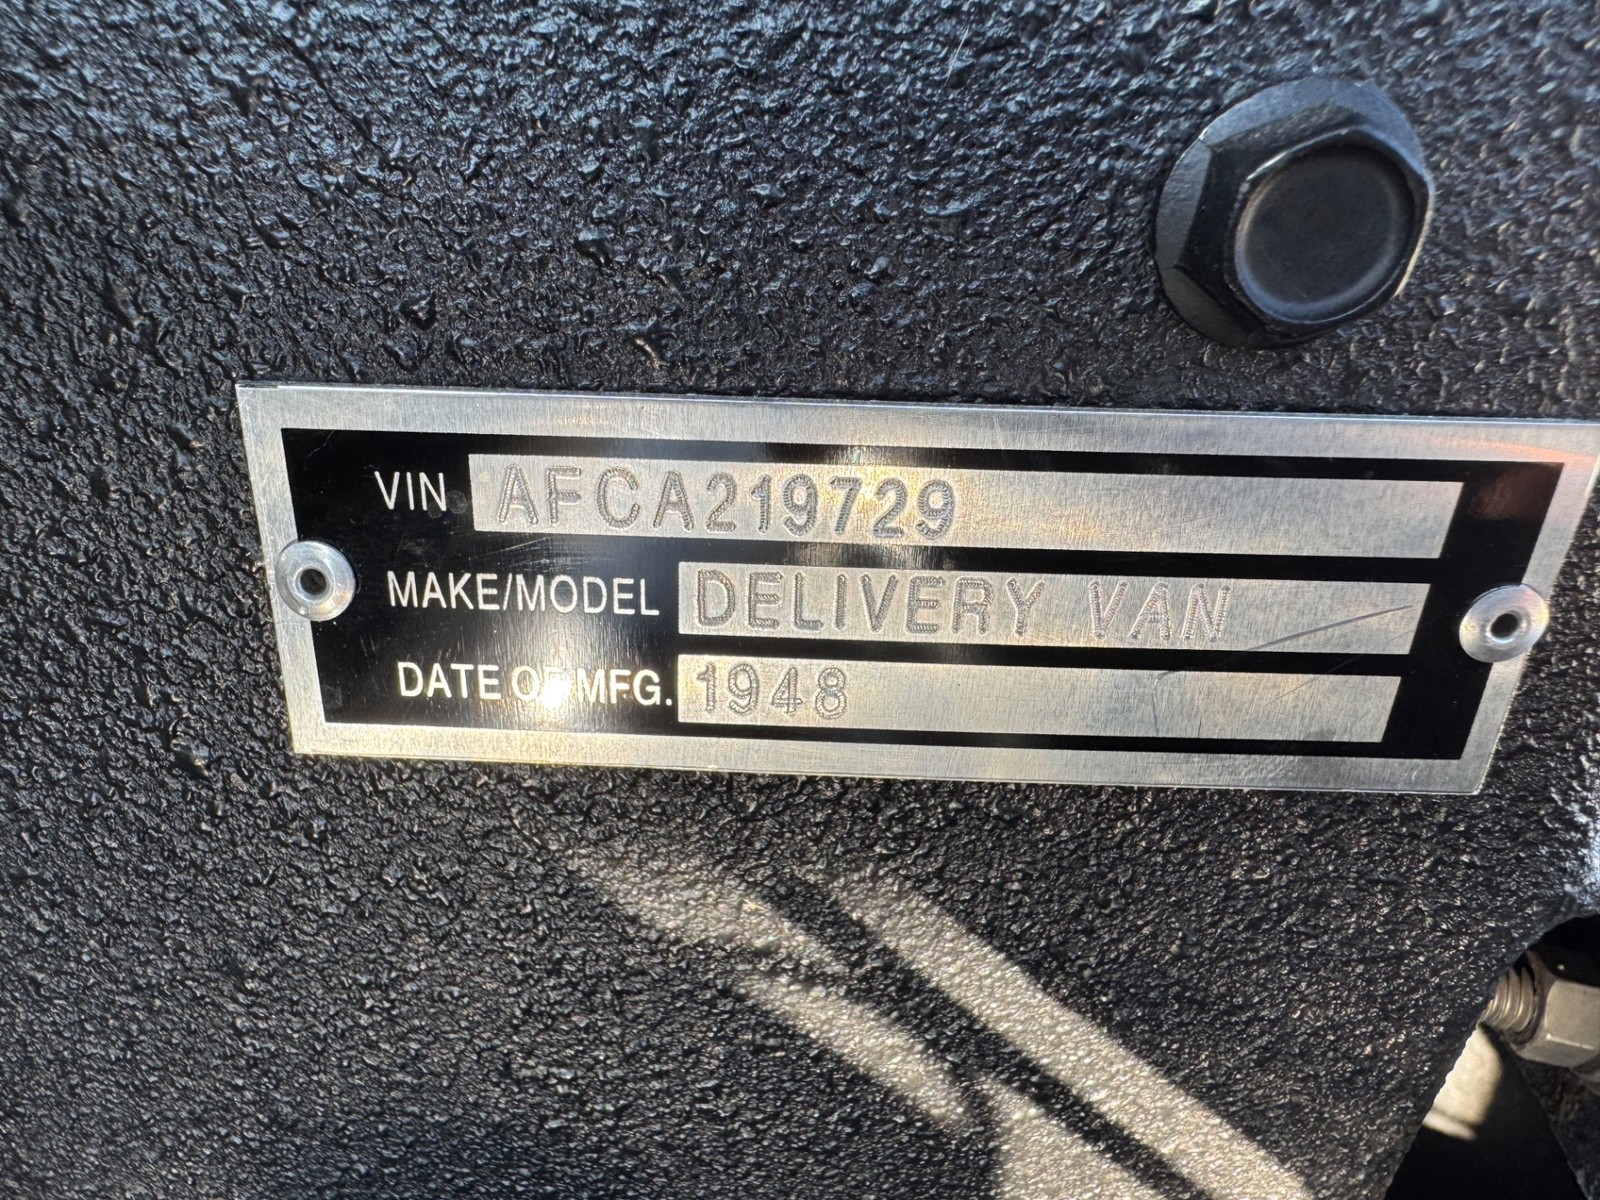 VIN AFCA219729
MAKE/MODEL DELIVERY VAN
DATE OF MFG. 1948